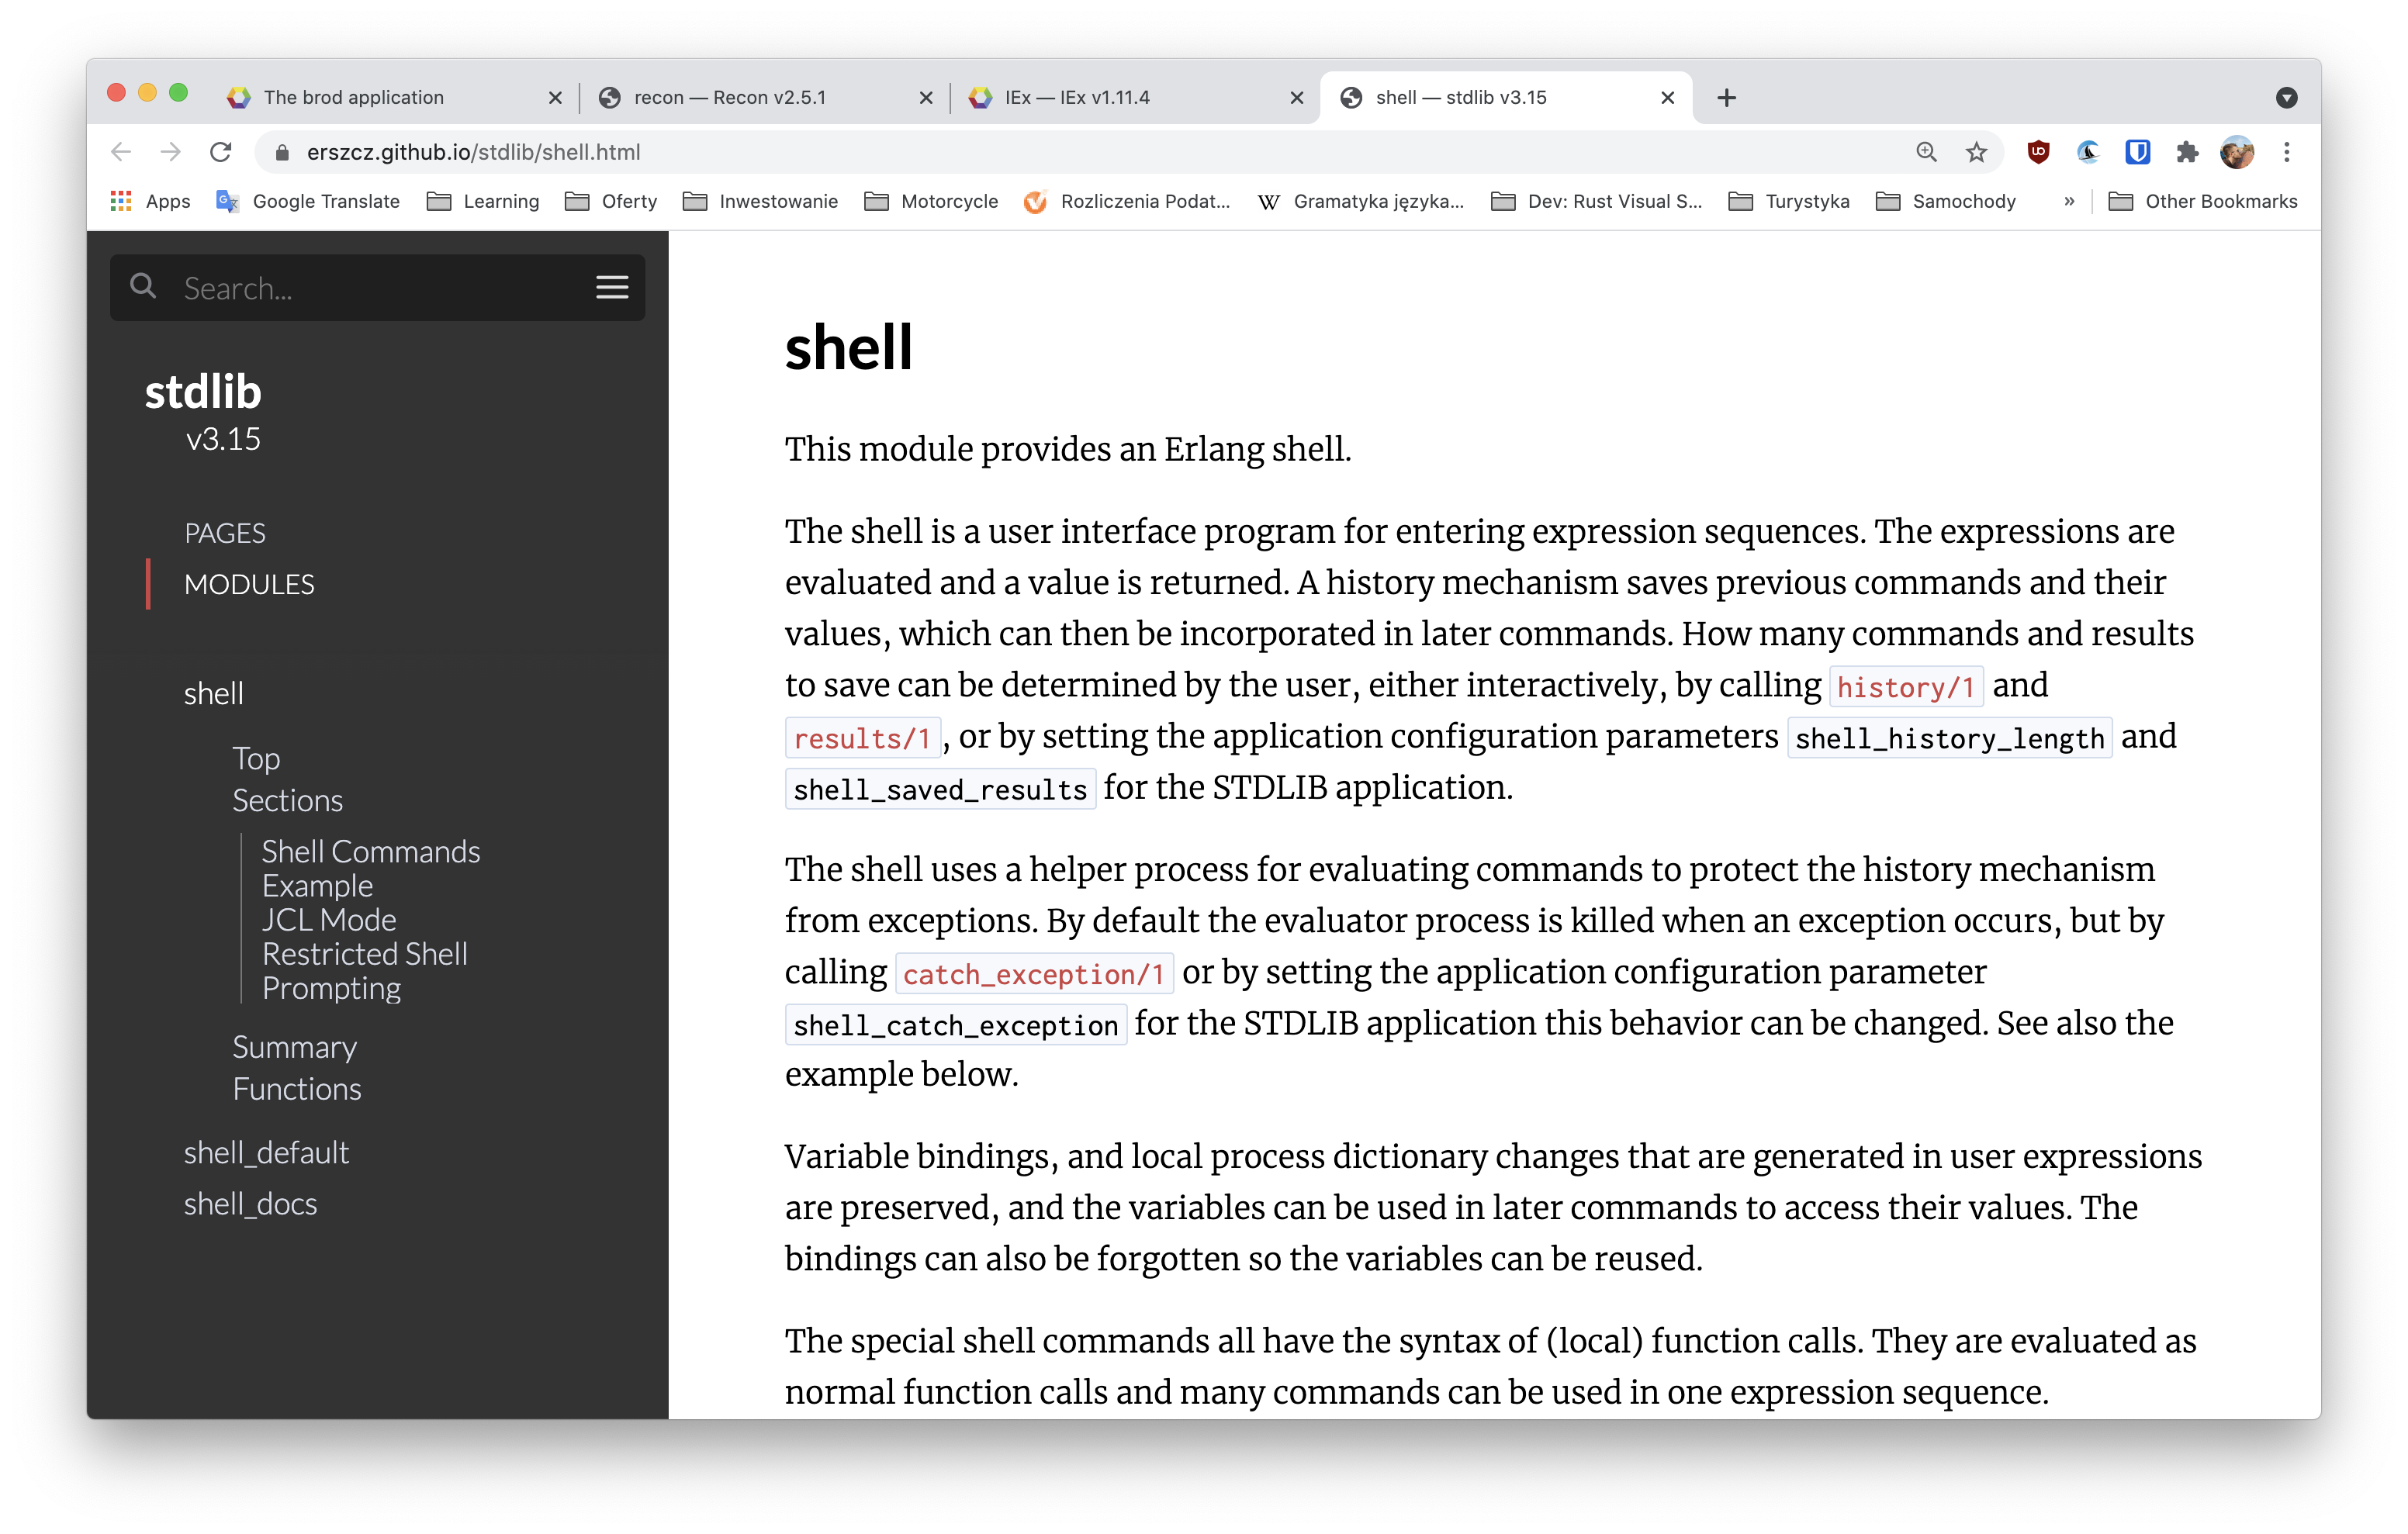 The brod application
recon — Recon v2.5.1
IEx — IEx v1.11.4
shell — stdlib v3.15
erszcz.github.io/stdlib/shell.html
Apps
Google Translate
Learning
Oferty
Inwestowanie
Motorcycle
Rozliczenia Podat...
Gramatyka języka...
Dev: Rust Visual S...
Turystyka
Samochody
»
Other Bookmarks
Search...
stdlib
v3.15
PAGES
MODULES
shell
Top
Sections
Shell Commands
Example
JCL Mode
Restricted Shell
Prompting
Summary
Functions
shell_default
shell_docs
shell
This module provides an Erlang shell.
The shell is a user interface program for entering expression sequences. The expressions are
evaluated and a value is returned. A history mechanism saves previous commands and their
values, which can then be incorporated in later commands. How many commands and results
to save can be determined by the user, either interactively, by calling history/1 and
results/1, or by setting the application configuration parameters shell_history_length and
shell_saved_results for the STDLIB application.
The shell uses a helper process for evaluating commands to protect the history mechanism
from exceptions. By default the evaluator process is killed when an exception occurs, but by
calling catch_exception/1 or by setting the application configuration parameter
shell_catch_exception for the STDLIB application this behavior can be changed. See also the
example below.
Variable bindings, and local process dictionary changes that are generated in user expressions
are preserved, and the variables can be used in later commands to access their values. The
bindings can also be forgotten so the variables can be reused.
The special shell commands all have the syntax of (local) function calls. They are evaluated as
normal function calls and many commands can be used in one expression sequence.